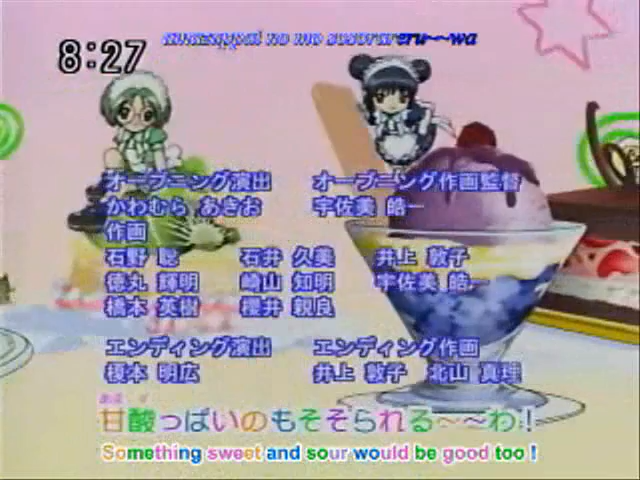 amazuppai no mo sosorareru~~wa
8:27
オープニング演出 オープニング作画監督
かわむら あきお 宇佐美 皓一
作画
石野 聡 石井 久美 井上 敦子
徳丸 輝明 崎山 知明 宇佐美 皓一
橋本 英樹 櫻井 親良
エンディング演出 エンディング作画
榎本 明広 井上 敦子 北山 真理
甘酸っぱいのもそそられる～～わ！
Something sweet and sour would be good too !